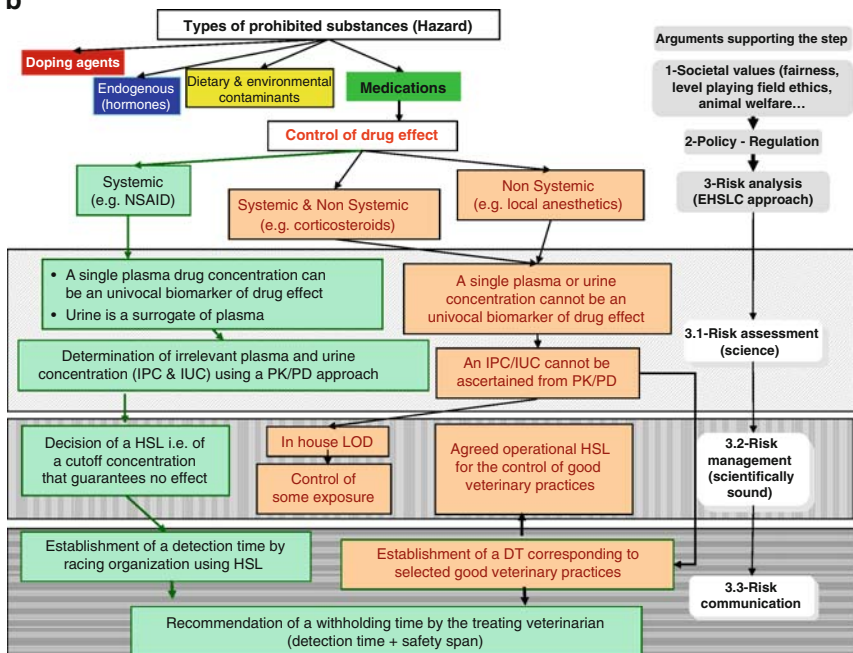 b
Types of prohibited substances (Hazard)
Doping agents
Endogenous
(hormones)
Dietary & environmental
contaminants
Medications
Control of drug effect
Systemic
(e.g. NSAID)
Systemic & Non Systemic
(e.g. corticosteroids)
Non Systemic
(e.g. local anesthetics)
• A single plasma drug concentration can
be an univocal biomarker of drug effect
• Urine is a surrogate of plasma
A single plasma or urine
concentration cannot be an
univocal biomarker of drug effect
Determination of irrelevant plasma and urine
concentration (IPC & IUC) using a PK/PD approach
An IPC/IUC cannot be
ascertained from PK/PD
Decision of a HSL i.e. of
a cutoff concentration
that guarantees no effect
In house LOD
Control of
some exposure
Agreed operational HSL
for the control of good
veterinary practices
Establishment of a detection time by
racing organization using HSL
Establishment of a DT corresponding to
selected good veterinary practices
Recommendation of a withholding time by the treating veterinarian
(detection time + safety span)
Arguments supporting the step
1-Societal values (fairness,
level playing field ethics,
animal welfare...
2-Policy - Regulation
3-Risk analysis
(EHSLC approach)
3.1-Risk assessment
(science)
3.2-Risk
management
(scientifically
sound)
3.3-Risk
communication